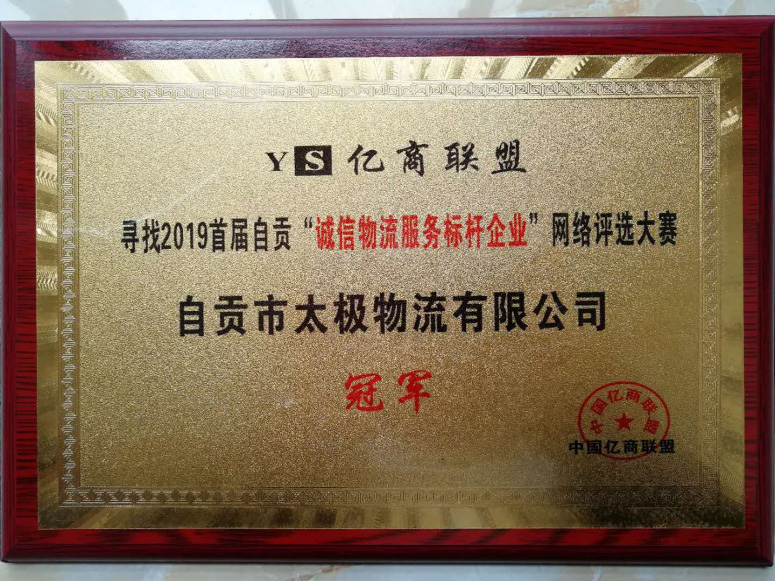 YS 亿商联盟
寻找2019首届自贡“诚信物流服务标杆企业”网络评选大赛
自贡市太极物流有限公司
冠军
中国亿商联盟
中国亿商联盟